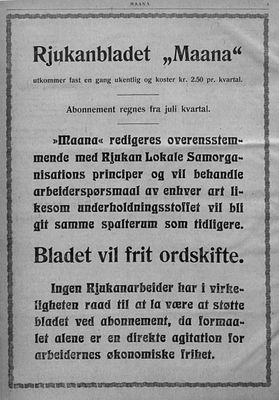 MAANA
Rjukanbladet „Maana“
utkommer fast en gang ukentlig og koster kr. 2.50 pr. kvartal.
Abonnement regnes fra juli kvartal.
»Maana« redigeres overensstem-
mende med Rjukan Lokale Samorga-
nisations principer og vil behandle
arbeiderspørsmaal av enhver art li-
kesom underholdningsstoffet vil bli
git samme spalterum som tidligere.
Bladet vil frit ordskifte.
Ingen Rjukanarbeider har i virke-
ligheten raad til at la være at støtte
bladet ved abonnement, da formaa-
let alene er en direkte agitation for
arbeidernes økonomiske frihet.